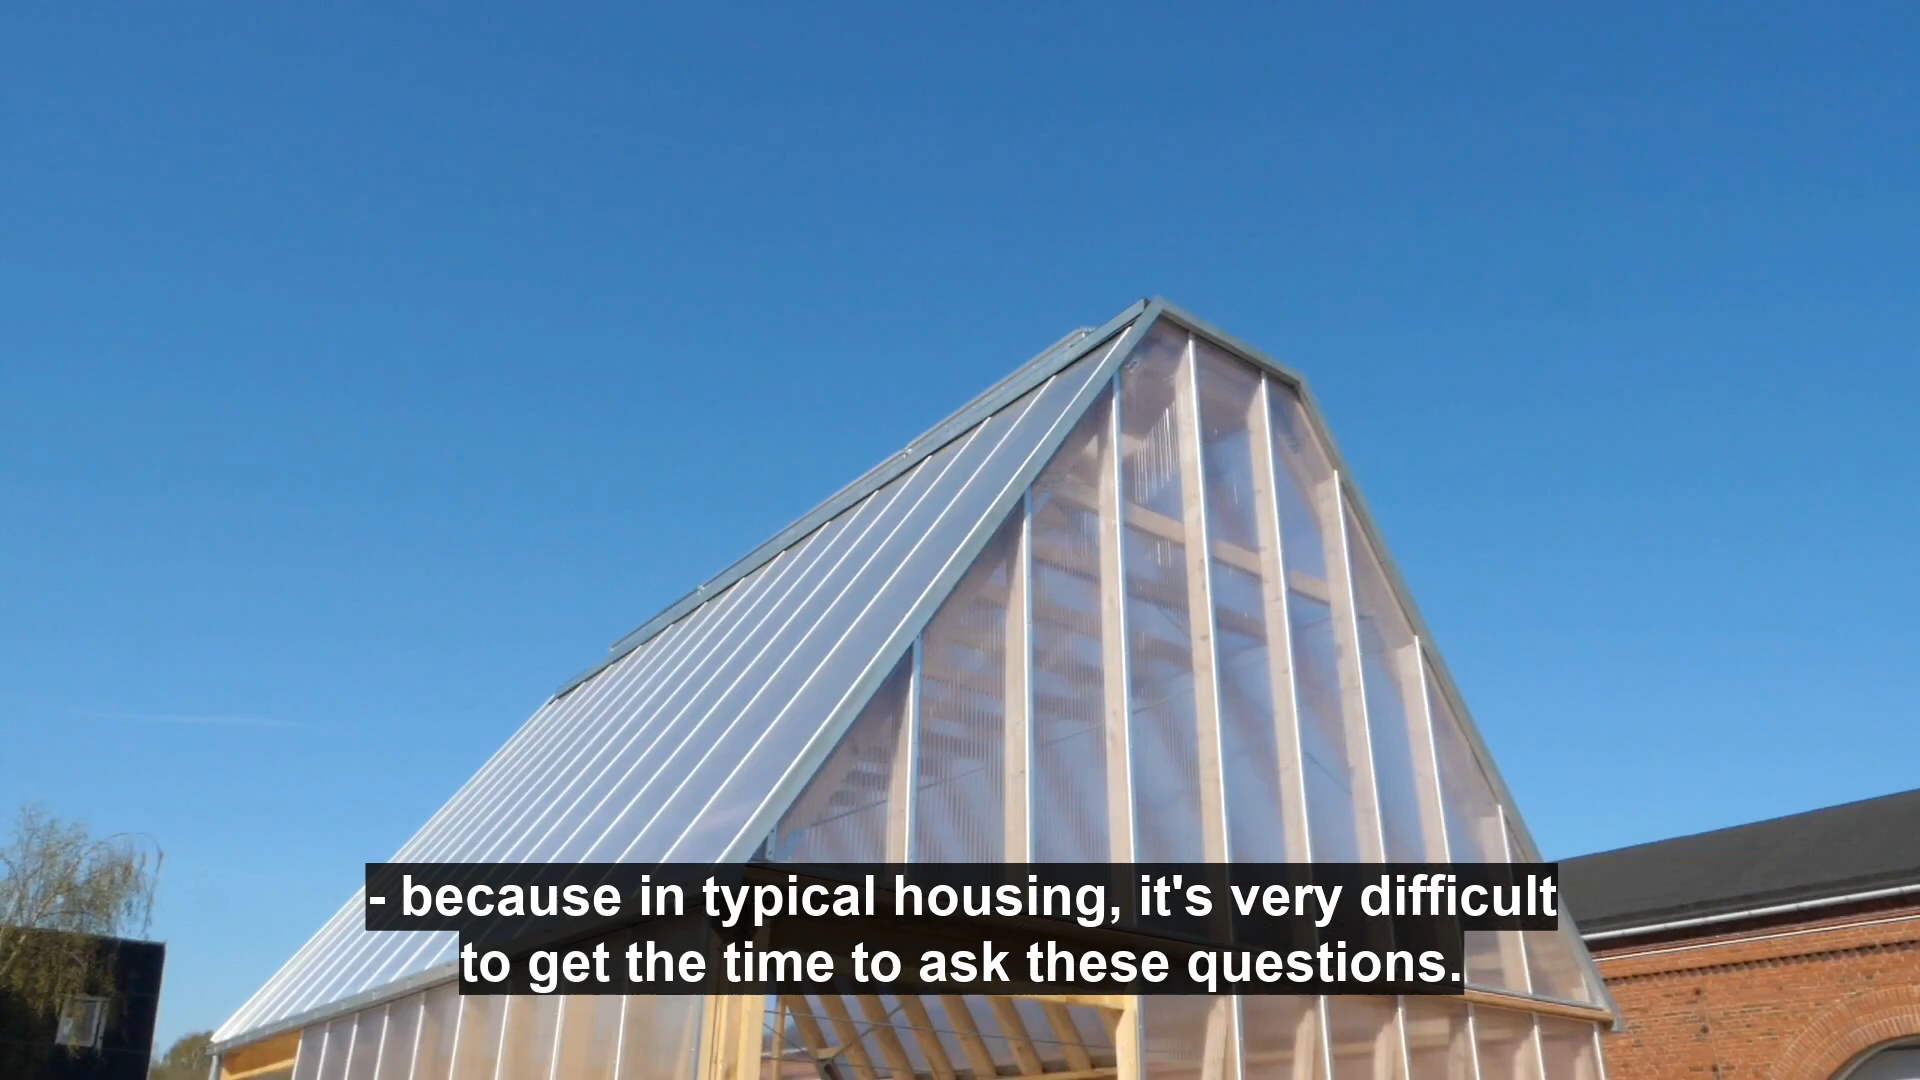 - because in typical housing, it's very difficult
to get the time to ask these questions.